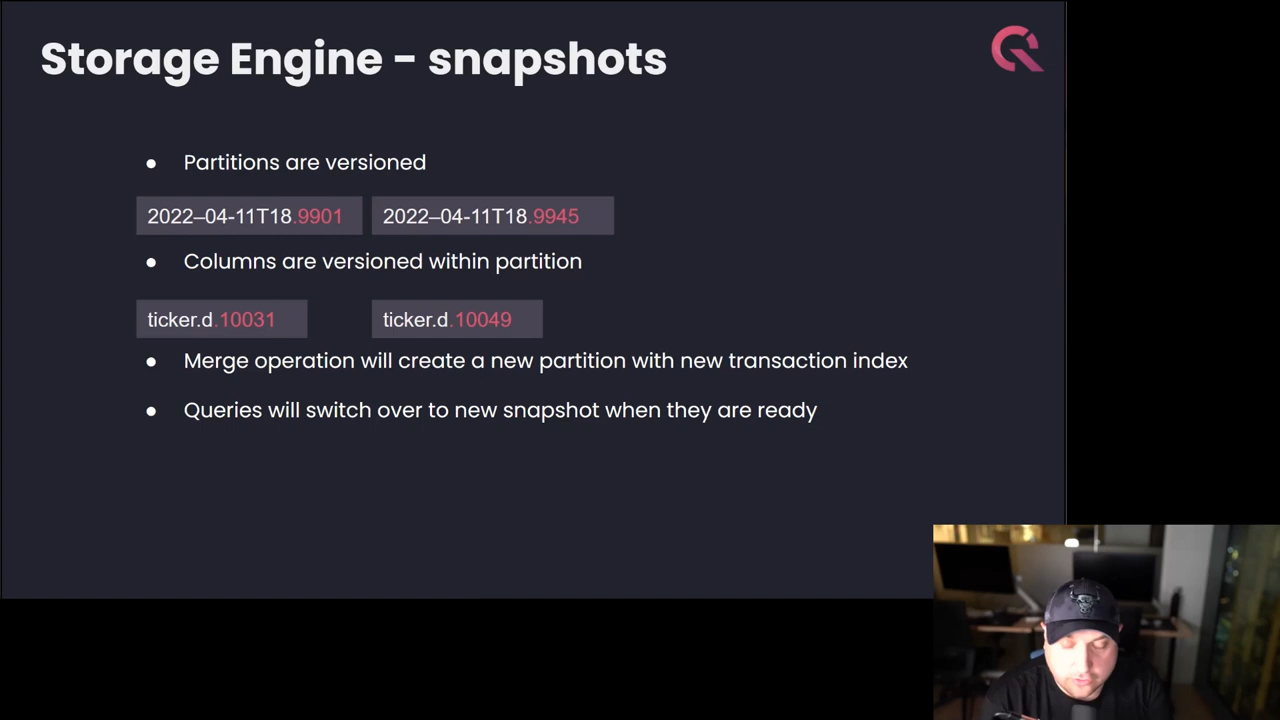 Storage Engine - snapshots
● Partitions are versioned
2022–04-11T18.9901 2022–04-11T18.9945
● Columns are versioned within partition
ticker.d.10031 ticker.d.10049
● Merge operation will create a new partition with new transaction index
● Queries will switch over to new snapshot when they are ready